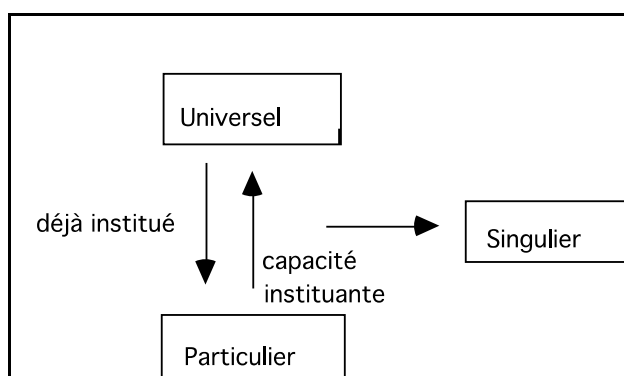 Universel
déjà institué
Singulier
capacité
instituante
Particulier